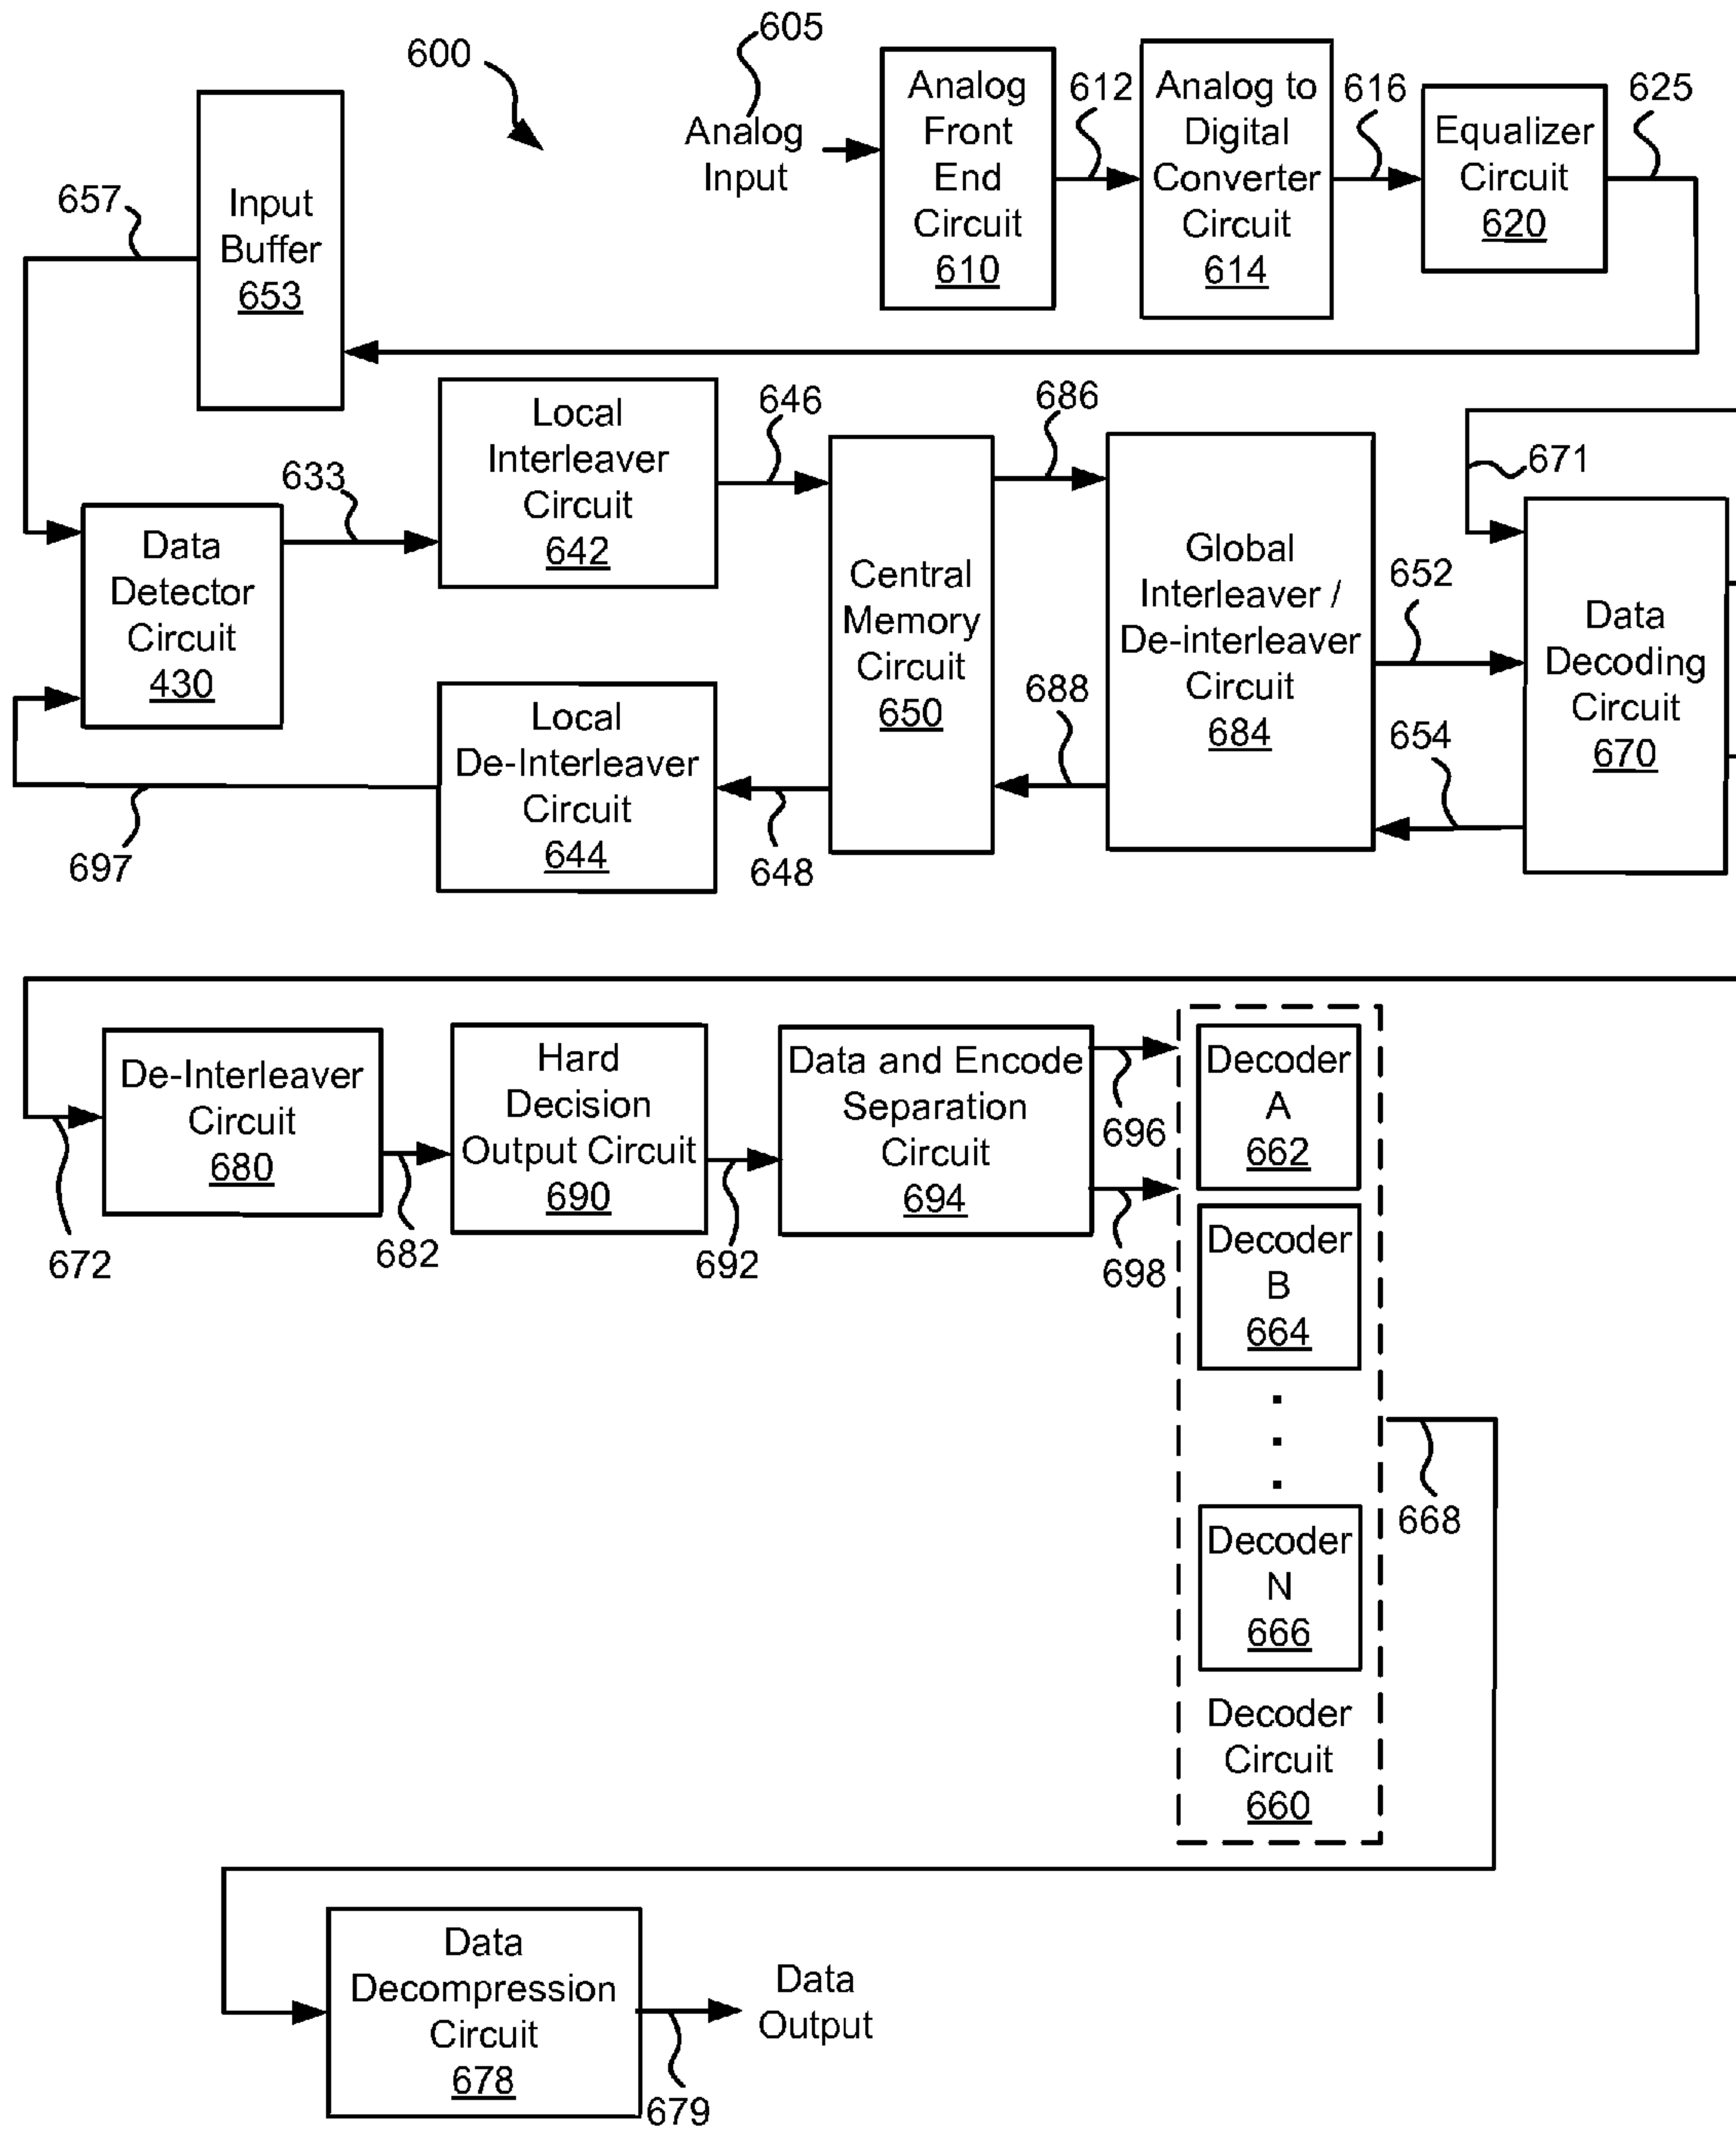 600
605
Analog
Input
Analog
Front
End
Circuit
610
612
Analog to
Digital
Converter
Circuit
614
616
Equalizer
Circuit
620
625
657
Input
Buffer
653
Data
Detector
Circuit
430
633
Local
Interleaver
Circuit
642
646
Central
Memory
Circuit
650
686
Global
Interleaver /
De-interleaver
Circuit
684
671
652
Data
Decoding
Circuit
670
654
688
648
Local
De-Interleaver
Circuit
644
697
672
De-Interleaver
Circuit
680
682
Hard
Decision
Output Circuit
690
692
Data and Encode
Separation
Circuit
694
696
698
Decoder
A
662
Decoder
B
664
Decoder
N
666
Decoder
Circuit
660
668
Data
Decompression
Circuit
678
679
Data
Output